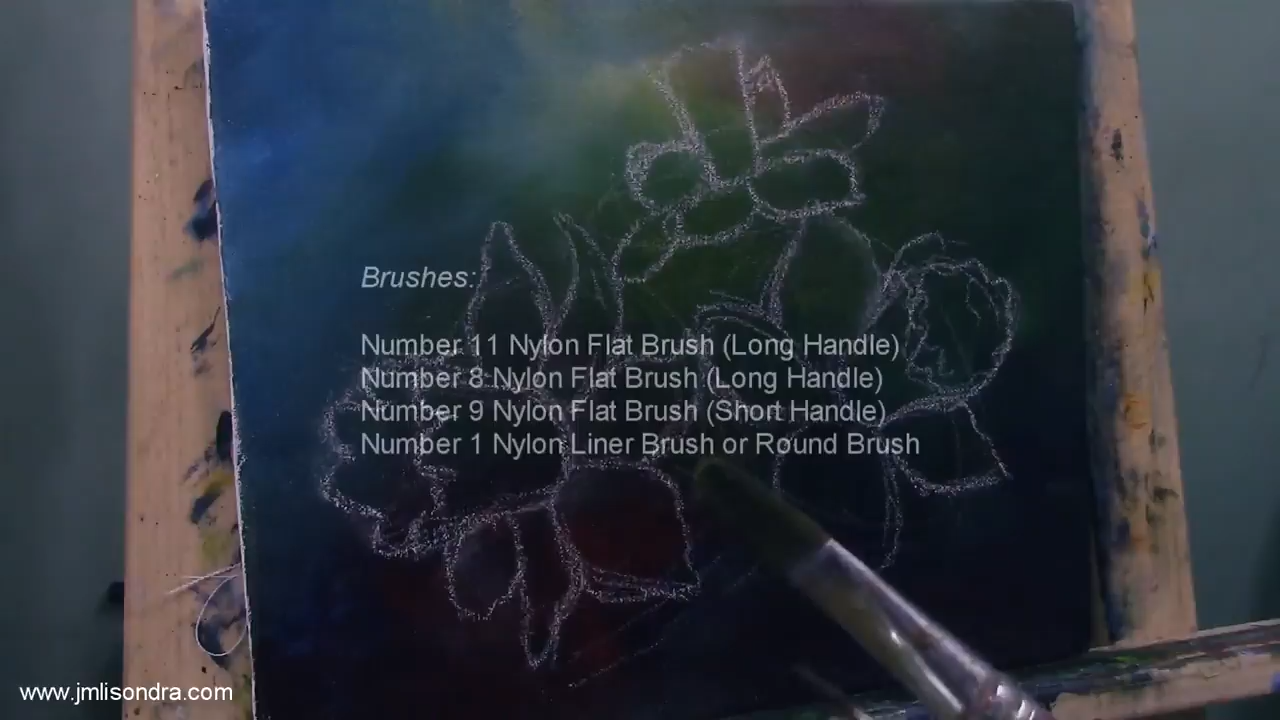 Brushes:
Number 11 Nylon Flat Brush (Long Handle)
Number 8 Nylon Flat Brush (Long Handle)
Number 9 Nylon Flat Brush (Short Handle)
Number 1 Nylon Liner Brush or Round Brush
www.jmlisondra.com